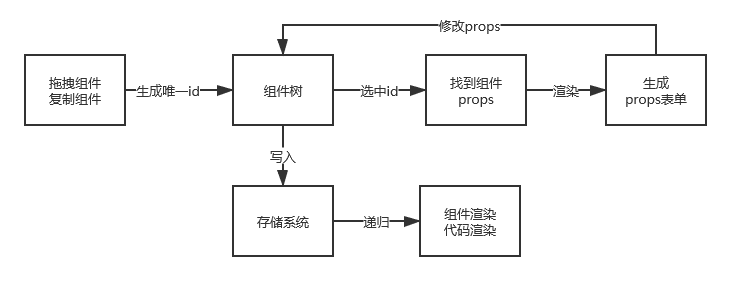 修改props
拖拽组件
复制组件
生成唯一id
组件树
选中id
找到组件
props
渲染
生成
props表单
写入
存储系统
递归
组件渲染
代码渲染